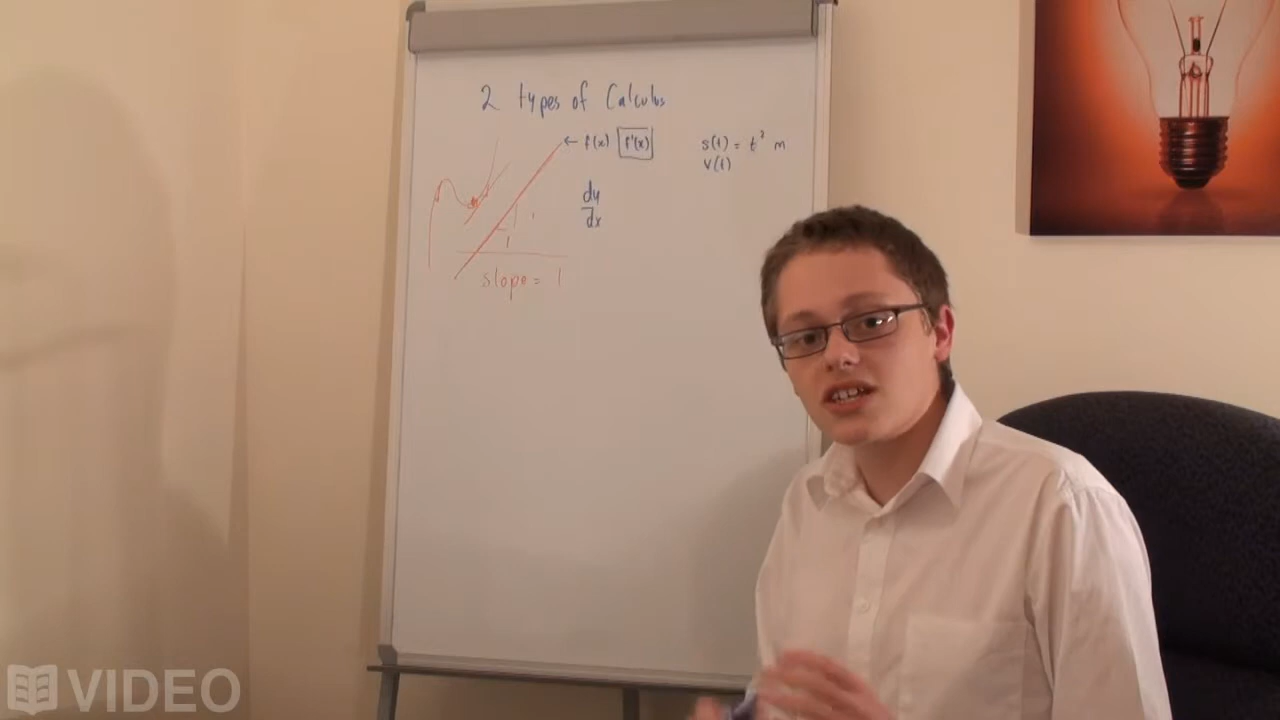 2 types of Calculus
← f(x) f'(x)
s(t) = t² m
v(t)
dy
dx
1
1
slope = 1
VIDEO